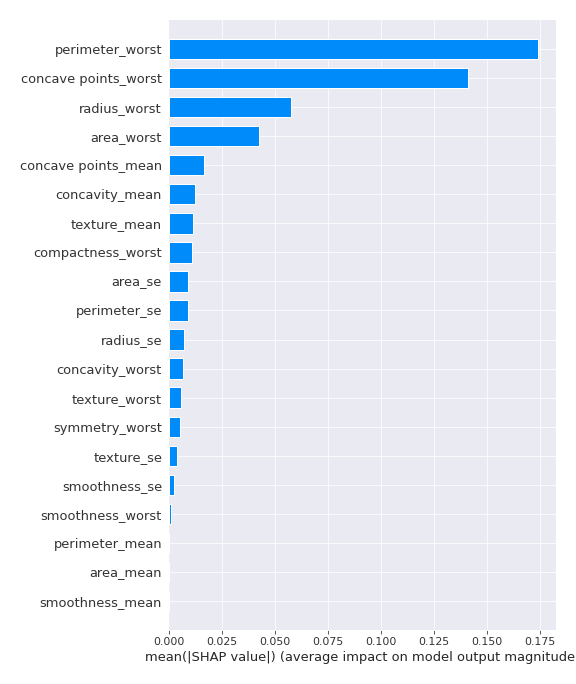 perimeter_worst
concave points_worst
radius_worst
area_worst
concave points_mean
concavity_mean
texture_mean
compactness_worst
area_se
perimeter_se
radius_se
concavity_worst
texture_worst
symmetry_worst
texture_se
smoothness_se
smoothness_worst
perimeter_mean
area_mean
smoothness_mean
0.000 0.025 0.050 0.075 0.100 0.125 0.150 0.175
mean(|SHAP value|) (average impact on model output magnitude